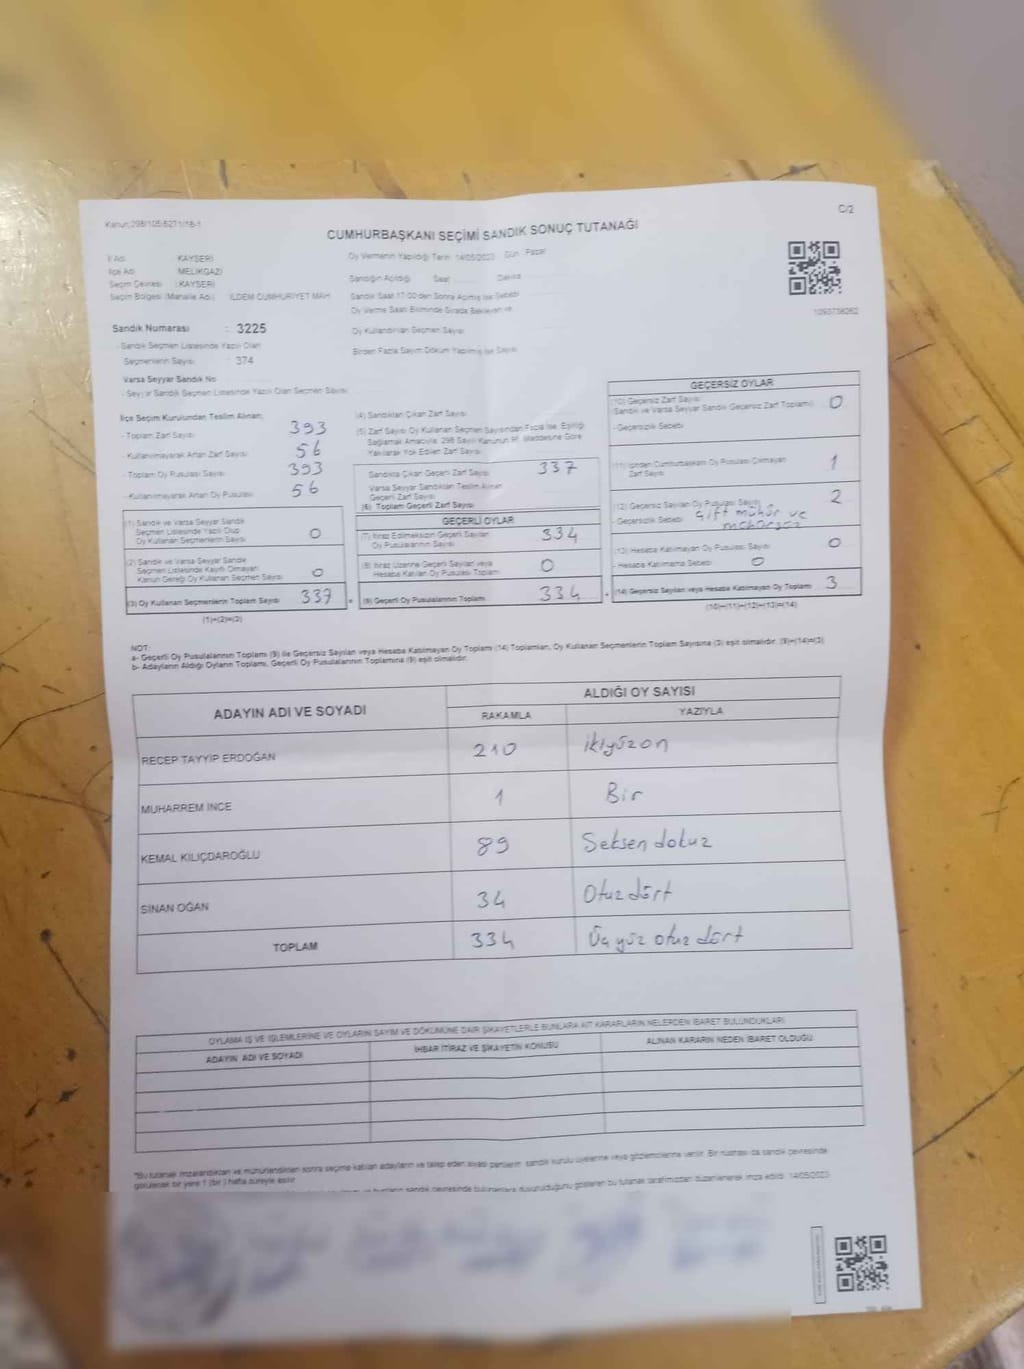 Kanun:298/105-6271/18-1
C/2
CUMHURBAŞKANI SEÇİMİ SANDIK SONUÇ TUTANAĞI
İl Adı : KAYSERİ
İlçe Adı : MELİKGAZİ
Seçim Çevresi : KAYSERİ
Seçim Bölgesi (Mahalle Adı) : İLDEM CUMHURİYET MAH.
Oy Vermenin Yapıldığı Tarih: 14/05/2023 Gün: Pazar
Sandığın Açıldığı Saat Dakika
Sandık Saat 17:00'den Sonra Açılmış İse Sebebi
Oy Verme Saati Bitiminde Sırada Bekleyen ve
Oy Kullandırılan Seçmen Sayısı
Birden Fazla Sayım Döküm Yapılmış İse Sayısı
1093738262
Sandık Numarası : 3225
- Sandık Seçmen Listesinde Yazılı Olan
Seçmenlerin Sayısı : 374
Varsa Seyyar Sandık No
- Seyyar Sandık Seçmen Listesinde Yazılı Olan Seçmen Sayısı
İlçe Seçim Kurulundan Teslim Alınan;
- Toplam Zarf Sayısı 393
- Kullanılmayarak Artan Zarf Sayısı 56
- Toplam Oy Pusulası Sayısı 393
- Kullanılmayarak Artan Oy Pusulası 56
(1) Sandık ve Varsa Seyyar Sandık
Seçmen Listesinde Yazılı Olup
Oy Kullanan Seçmenlerin Sayısı 0
(2) Sandık ve Varsa Seyyar Sandık
Seçmen Listesinde Kayıtlı Olmayan
Kanun Gereği Oy Kullanan Seçmen Sayısı 0
(3) Oy Kullanan Seçmenlerin Toplam Sayısı 337
(1)+(2)=(3)
(4) Sandıktan Çıkan Zarf Sayısı
(5) Zarf Sayısı Oy Kullanan Seçmen Sayısından Fazla İse, Eşitliği
Sağlamak Amacıyla, 298 Sayılı Kanunun 98. Maddesine Göre
Yakılarak Yok Edilen Zarf Sayısı
Sandıkta Çıkan Geçerli Zarf Sayısı 337
Varsa Seyyar Sandıktan Teslim Alınan
Geçerli Zarf Sayısı
(6) Toplam Geçerli Zarf Sayısı
GEÇERLİ OYLAR
(7) İtiraz Edilmeksizin Geçerli Sayılan
Oy Pusulalarının Sayısı 334
(8) İtiraz Üzerine Geçerli Sayılan veya
Hesaba Katılan Oy Pusulaları Toplamı 0
(9) Geçerli Oy Pusulalarının Toplamı 334
GEÇERSİZ OYLAR
(10) Geçersiz Zarf Sayısı
(Sandık ve Varsa Seyyar Sandık Geçersiz Zarf Toplamı) 0
- Geçersizlik Sebebi
(11) İçinden Cumhurbaşkanı Oy Pusulası Çıkmayan
Zarf Sayısı 1
(12) Geçersiz Sayılan Oy Pusulası Sayısı 2
- Geçersizlik Sebebi Çift mühür ve
mühürsüz
(13) Hesaba Katılmayan Oy Pusulası Sayısı 0
- Hesaba Katılmama Sebebi 0
(14) Geçersiz Sayılan veya Hesaba Katılmayan Oy Toplamı 3
(10)+(11)+(12)+(13)=(14)
NOT:
a- Geçerli Oy Pusulalarının Toplamı (9) ile Geçersiz Sayılan veya Hesaba Katılmayan Oy Toplamı (14) Toplamları, Oy Kullanan Seçmenlerin Toplam Sayısına (3) eşit olmalıdır. (9)+(14)=(3)
b- Adayların Aldığı Oyların Toplamı, Geçerli Oy Pusulalarının Toplamına (9) eşit olmalıdır.
ADAYIN ADI VE SOYADI
ALDIĞI OY SAYISI
RAKAMLA YAZIYLA
RECEP TAYYİP ERDOĞAN 210 ikiyüzon
MUHARREM İNCE 1 Bir
KEMAL KILIÇDAROĞLU 89 Seksen dokuz
SİNAN OĞAN 34 Otuz dört
TOPLAM 334 Üç yüz otuz dört
OYLAMA İŞ VE İŞLEMLERİNE VE OYLARIN SAYIM VE DÖKÜMÜNE DAİR ŞİKAYETLERLE BUNLARA AİT KARARLARIN NELERDEN İBARET BULUNDUKLARI
ADAYIN ADI VE SOYADI İHBAR İTİRAZ VE ŞİKAYETİN KONUSU ALINAN KARARIN NEDEN İBARET OLDUĞU
*Bu tutanak imzalandıktan ve mühürlendikten sonra seçime katılan adayların ve talep eden siyasi partilerin sandık kurulu üyelerine veya gözlemcilerine verilir. Bir nüshası da sandık çevresinde
görülecek bir yere 1 (bir) hafta süreyle asılır.
sandık çevresinde bulunanlara duyurulduğunu gösteren bu tutanak tarafımızdan düzenlenerek imza edildi. 14/05/2023